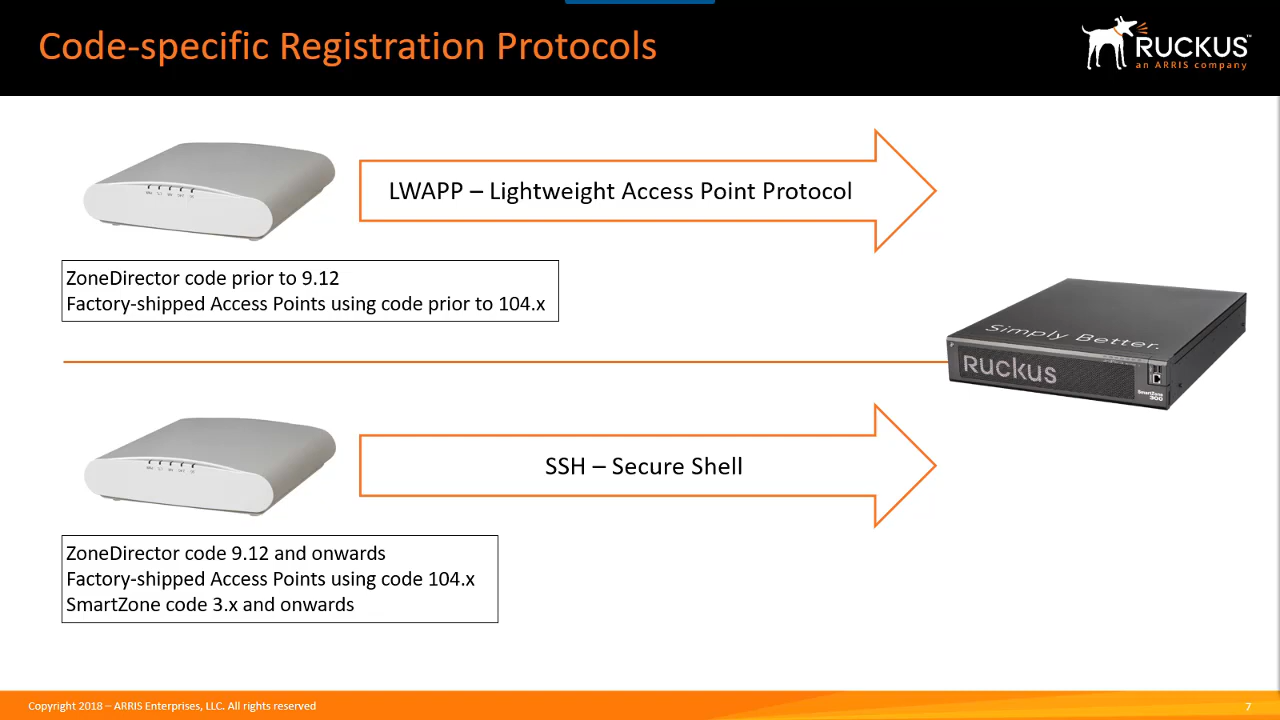 Code-specific Registration Protocols
RUCKUS™
an ARRIS company
LWAPP – Lightweight Access Point Protocol
ZoneDirector code prior to 9.12
Factory-shipped Access Points using code prior to 104.x
Simply Better.
RUCKUS
SmartZone
300
SSH – Secure Shell
ZoneDirector code 9.12 and onwards
Factory-shipped Access Points using code 104.x
SmartZone code 3.x and onwards
Copyright 2018 – ARRIS Enterprises, LLC. All rights reserved
7